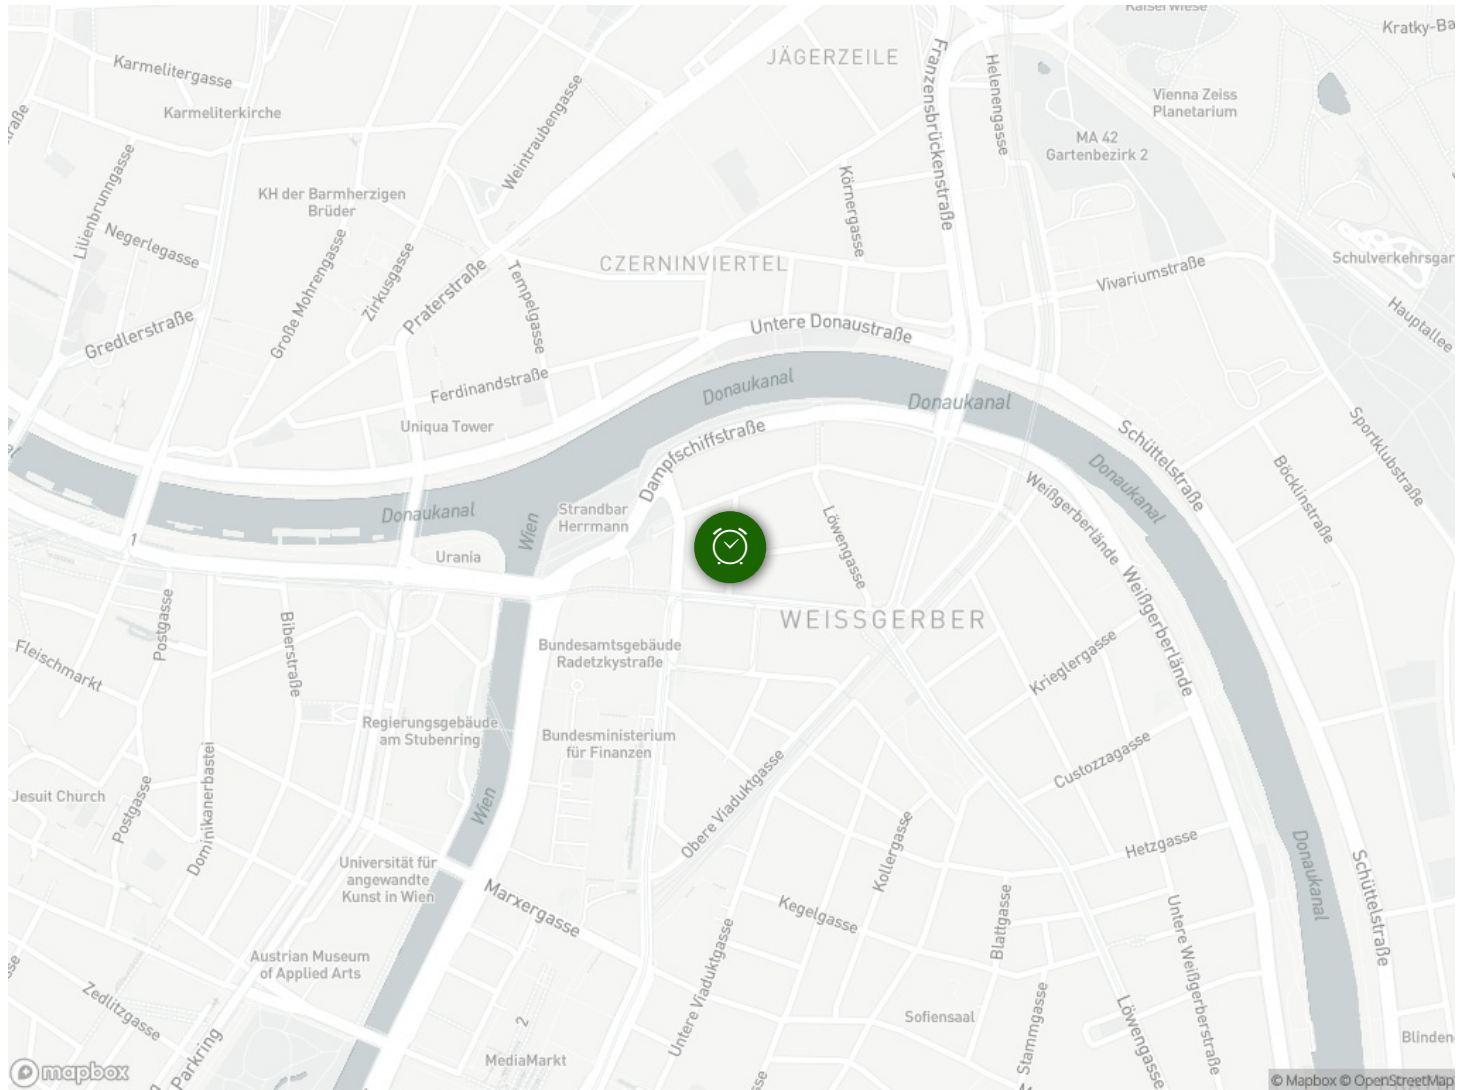 Kaiserwiese
JÄGERZEILE
Kratky-Ba
Karmelitergasse
Franzensbrückenstraße
Helenengasse
Weintraubengasse
Vienna Zeiss
Planetarium
Karmeliterkirche
raße
MA 42
Gartenbezirk 2
Lilienbrunngasse
KH der Barmherzigen
Brüder
Körnergasse
Negerlegasse
Schulverkehrsgar
CZERNINVIERTEL
Vivariumstraße
Große Mohrengasse
Zirkusgasse
Praterstraße
Tempelgasse
Hauptallee
Gredlerstraße
Untere Donaustraße
Ferdinandstraße
Donaukanal
Donaukanal
Uniqua Tower
Dampfschiffstraße
Schüttelstraße
Sportklubstraße
al
Donaukanal
Böcklinstraße
Weißgerberlände
Donaukanal
Strandbar
Herrmann
Wien
Löwengasse
1
Urania
Weißgerberlände
Postgasse
Biberstraße
WEISSGERBER
Bundesamtsgebäude
Radetzkystraße
Fleischmarkt
Krieglergasse
Regierungsgebäude
am Stubenring
Bundesministerium
für Finanzen
Custozzagasse
Jesuit Church
Postgasse
Dominikanerbastei
Wien
Obere Viaduktgasse
Kollergasse
Hetzgasse
Donaukanal
Schüttelstraße
Universität für
angewandte
Kunst in Wien
Marxergasse
Kegelgasse
Blattgasse
Untere Weißgerberstraße
Austrian Museum
of Applied Arts
Untere Viaduktgasse
sse
Zedlitzgasse
Parkring
2
Sofiensaal
Stammgasse
Löwengasse
Blinden
MediaMarkt
sse
mapbox
© Mapbox © OpenStreetMap